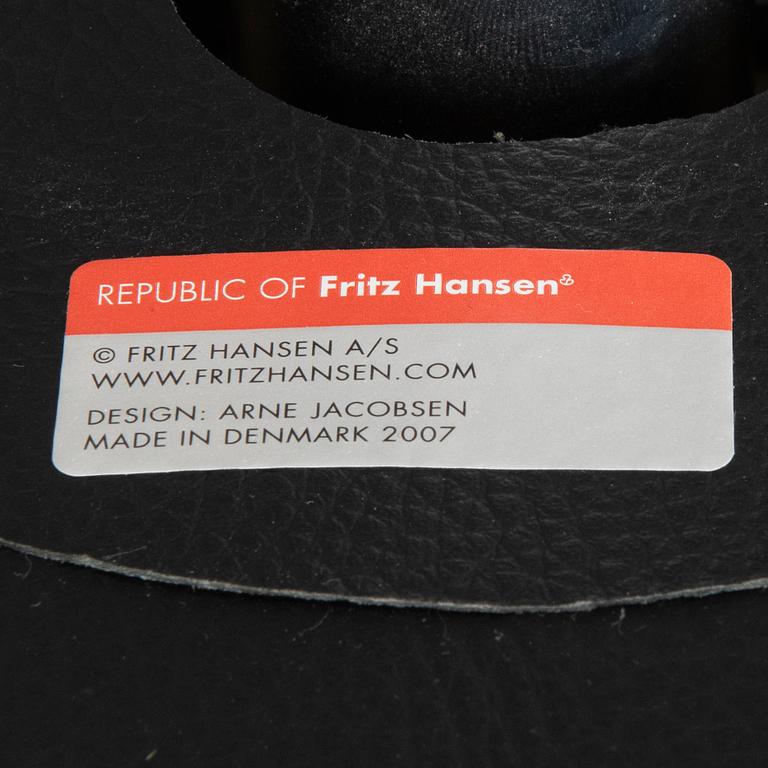 REPUBLIC OF Fritz Hansen
© FRITZ HANSEN A/S
WWW.FRITZHANSEN.COM
DESIGN: ARNE JACOBSEN
MADE IN DENMARK 2007